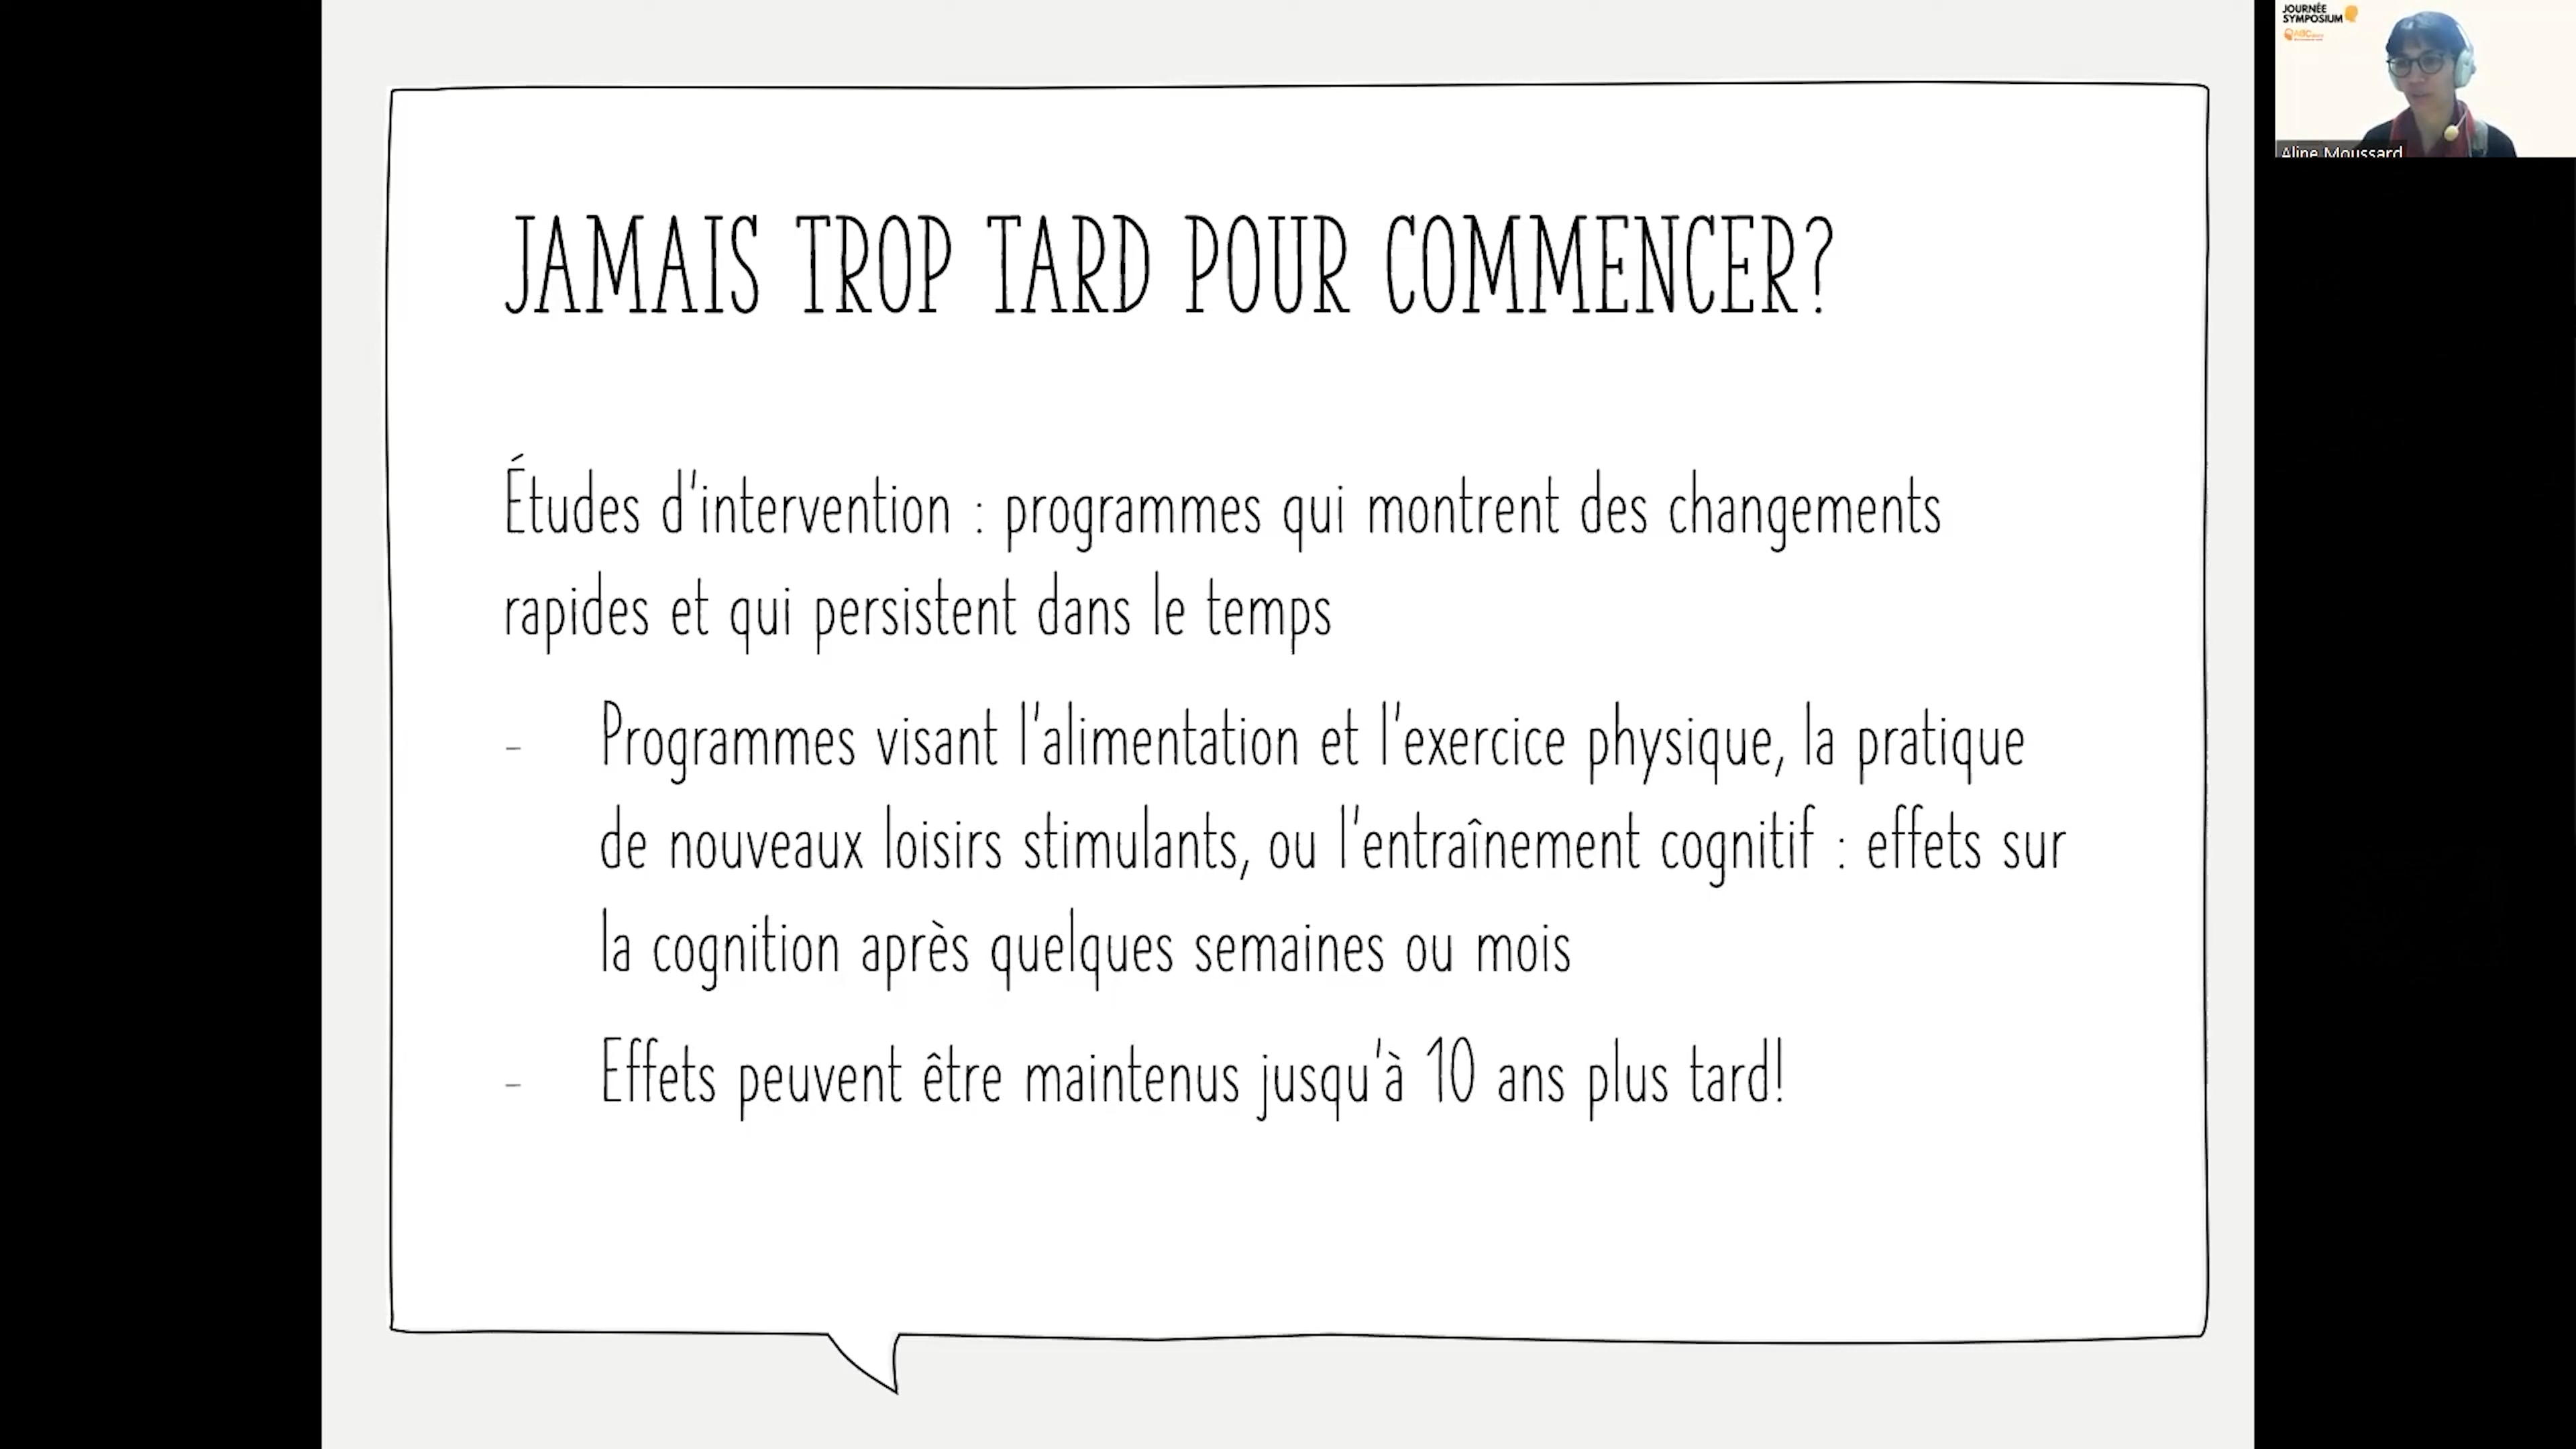 JOURNÉE
SYMPOSIUM
JAMAIS TROP TARD POUR COMMENCER?
Études d'intervention : programmes qui montrent des changements
rapides et qui persistent dans le temps
- Programmes visant l'alimentation et l'exercice physique, la pratique
de nouveaux loisirs stimulants, ou l'entraînement cognitif : effets sur
la cognition après quelques semaines ou mois
- Effets peuvent être maintenus jusqu'à 10 ans plus tard!
Aline Moussard